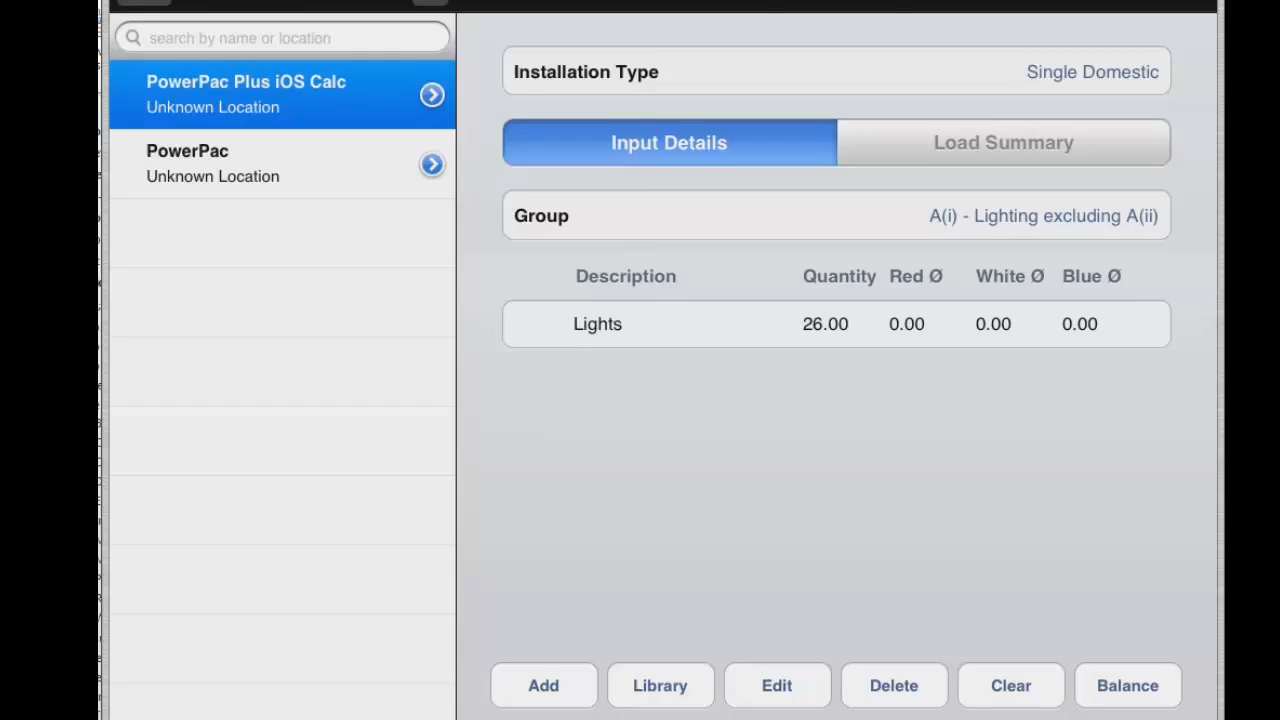 search by name or location
PowerPac Plus iOS Calc
Unknown Location
PowerPac
Unknown Location
Installation Type Single Domestic
Input Details Load Summary
Group A(i) - Lighting excluding A(ii)
Description Quantity Red Ø White Ø Blue Ø
Lights 26.00 0.00 0.00 0.00
Add Library Edit Delete Clear Balance